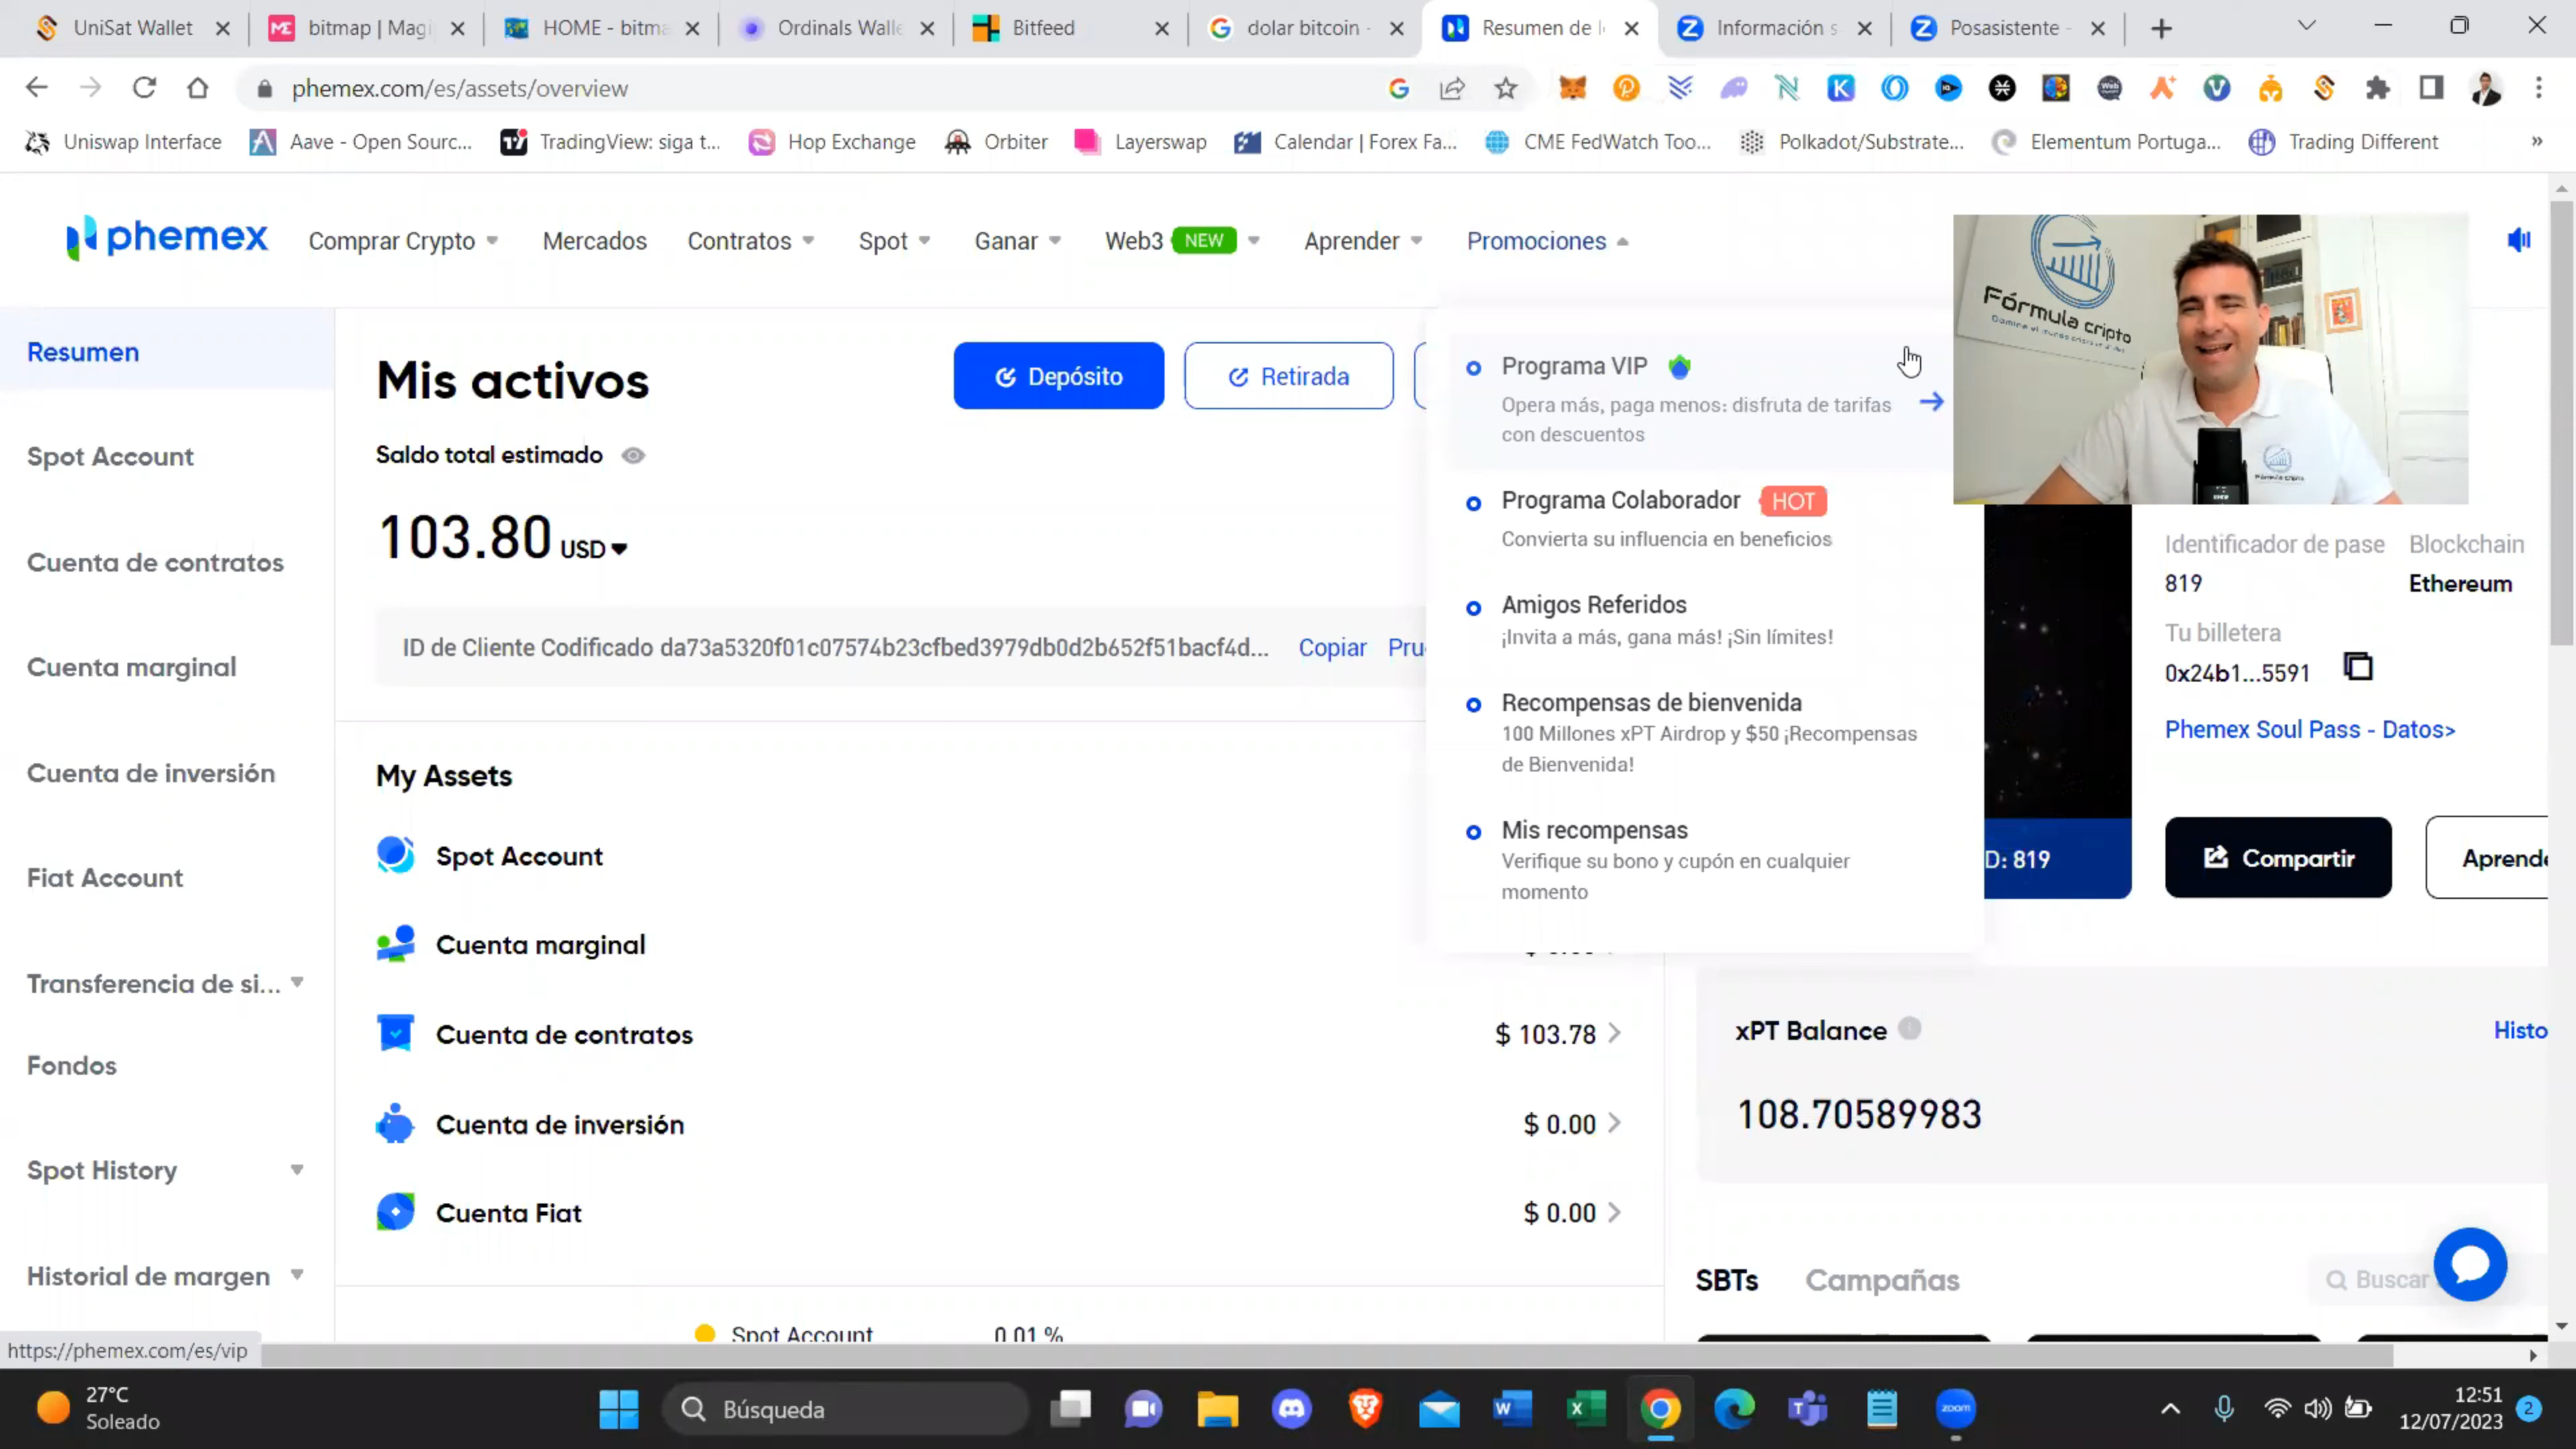 UniSat Wallet
bitmap | Magi
HOME - bitma
Ordinals Walle
Bitfeed
dolar bitcoin -
Resumen de l
Información s
Posasistente -
phemex.com/es/assets/overview
Uniswap Interface
Aave - Open Sourc...
TradingView: siga t...
Hop Exchange
Orbiter
Layerswap
Calendar | Forex Fa...
CME FedWatch Too...
Polkadot/Substrate...
Elementum Portuga...
Trading Different
phemex
Comprar Crypto
Mercados
Contratos
Spot
Ganar
Web3 NEW
Aprender
Promociones
Fórmula cripto
Resumen
Spot Account
Cuenta de contratos
Cuenta marginal
Cuenta de inversión
Fiat Account
Transferencia de si...
Fondos
Spot History
Historial de margen
Mis activos
Depósito
Retirada
Saldo total estimado
103.80 USD
ID de Cliente Codificado da73a5320f01c07574b23cfbed3979db0d2b652f51bacf4d...
Copiar
Pru
Programa VIP
Opera más, paga menos: disfruta de tarifas
con descuentos
Programa Colaborador HOT
Convierta su influencia en beneficios
Amigos Referidos
¡Invita a más, gana más! ¡Sin límites!
Recompensas de bienvenida
100 Millones xPT Airdrop y $50 ¡Recompensas
de Bienvenida!
Mis recompensas
Verifique su bono y cupón en cualquier
momento
My Assets
Spot Account
Cuenta marginal
Cuenta de contratos
$ 103.78
Cuenta de inversión
$ 0.00
Cuenta Fiat
$ 0.00
Spot Account 0.01 %
Identificador de pase
819
Blockchain
Ethereum
Tu billetera
0x24b1...5591
Phemex Soul Pass - Datos>
D: 819
Compartir
Aprende
xPT Balance
Histo
108.70589983
SBTs
Campañas
Buscar
https://phemex.com/es/vip
27°C
Soleado
Búsqueda
zoom
12:51
12/07/2023
2